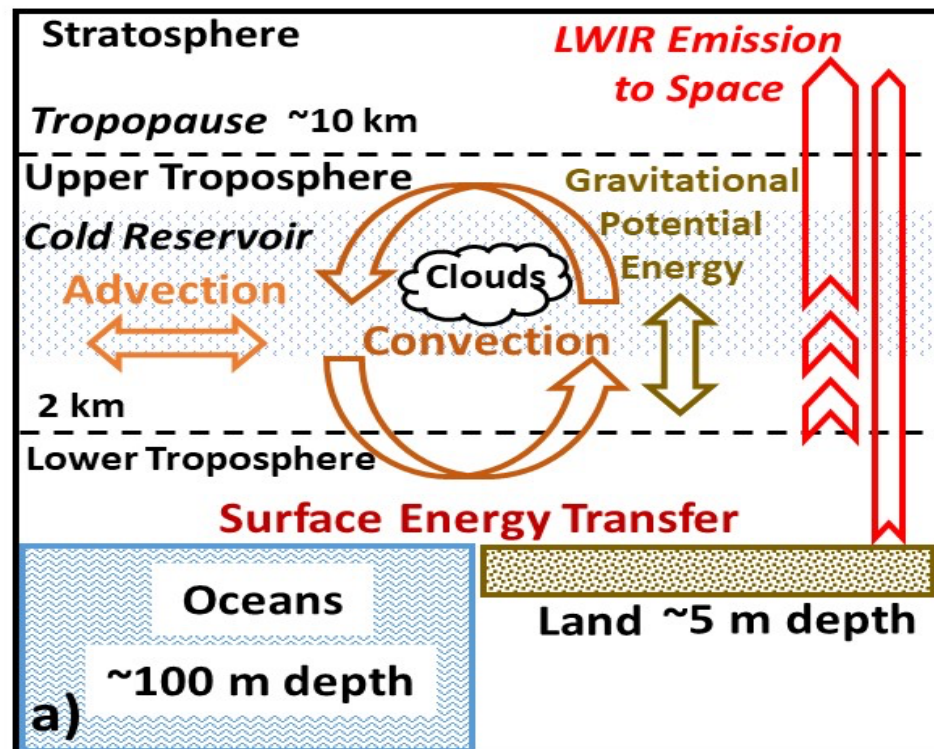 Stratosphere
LWIR Emission
to Space
Tropopause ~10 km
Upper Troposphere
Gravitational
Potential
Energy
Cold Reservoir
Clouds
Advection
Convection
2 km
Lower Troposphere
Surface Energy Transfer
Oceans
~100 m depth
Land ~5 m depth
a)